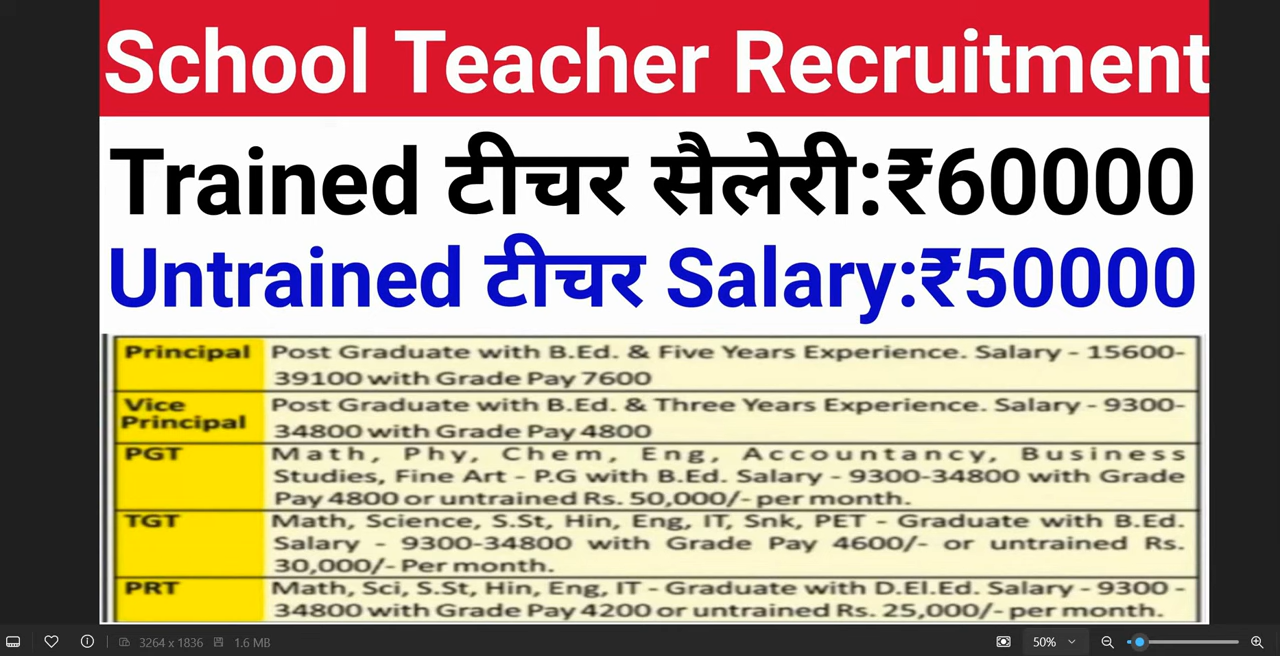 School Teacher Recruitment
Trained टीचर सैलेरी:₹60000
Untrained टीचर Salary:₹50000
Principal Post Graduate with B.Ed. & Five Years Experience. Salary - 15600-
39100 with Grade Pay 7600
Vice Principal Post Graduate with B.Ed. & Three Years Experience. Salary - 9300-
34800 with Grade Pay 4800
PGT Math, Phy, Chem, Eng, Accountancy, Business
Studies, Fine Art - P.G with B.Ed. Salary - 9300-34800 with Grade
Pay 4800 or untrained Rs. 50,000/- per month.
TGT Math, Science, S.St, Hin, Eng, IT, Snk, PET - Graduate with B.Ed.
Salary - 9300-34800 with Grade Pay 4600/- or untrained Rs.
30,000/- Per month.
PRT Math, Sci, S.St, Hin, Eng, IT - Graduate with D.El.Ed. Salary - 9300 -
34800 with Grade Pay 4200 or untrained Rs. 25,000/- per month.
3264 x 1836 1.6 MB 50%